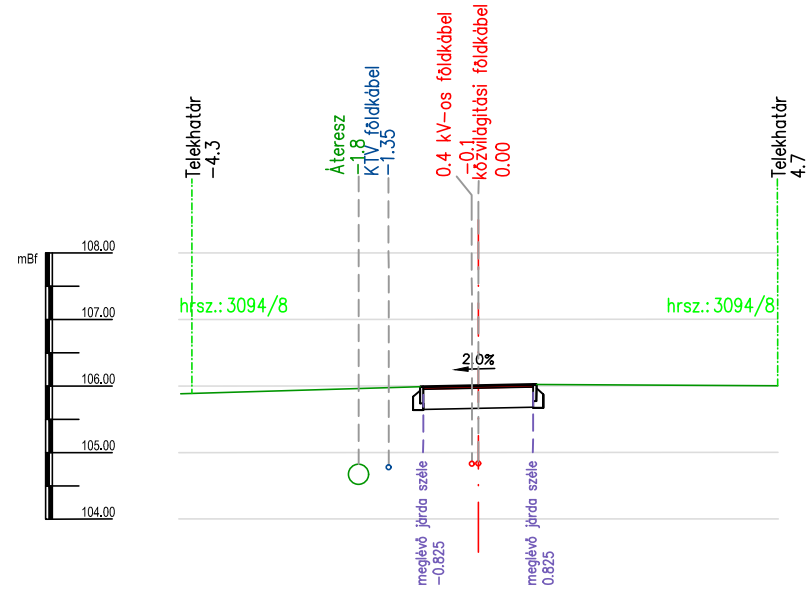 Telekhatár
-4.3
Áteresz
-1.8
KTV földkábel
-1.35
0.4 kV-os földkábel
-0.1
közvilágítási földkábel
0.00
Telekhatár
4.7
mBf
108.00
107.00
106.00
105.00
104.00
hrsz.: 3094/8
hrsz.: 3094/8
2.0%
meglévő járda széle
-0.825
meglévő járda széle
0.825